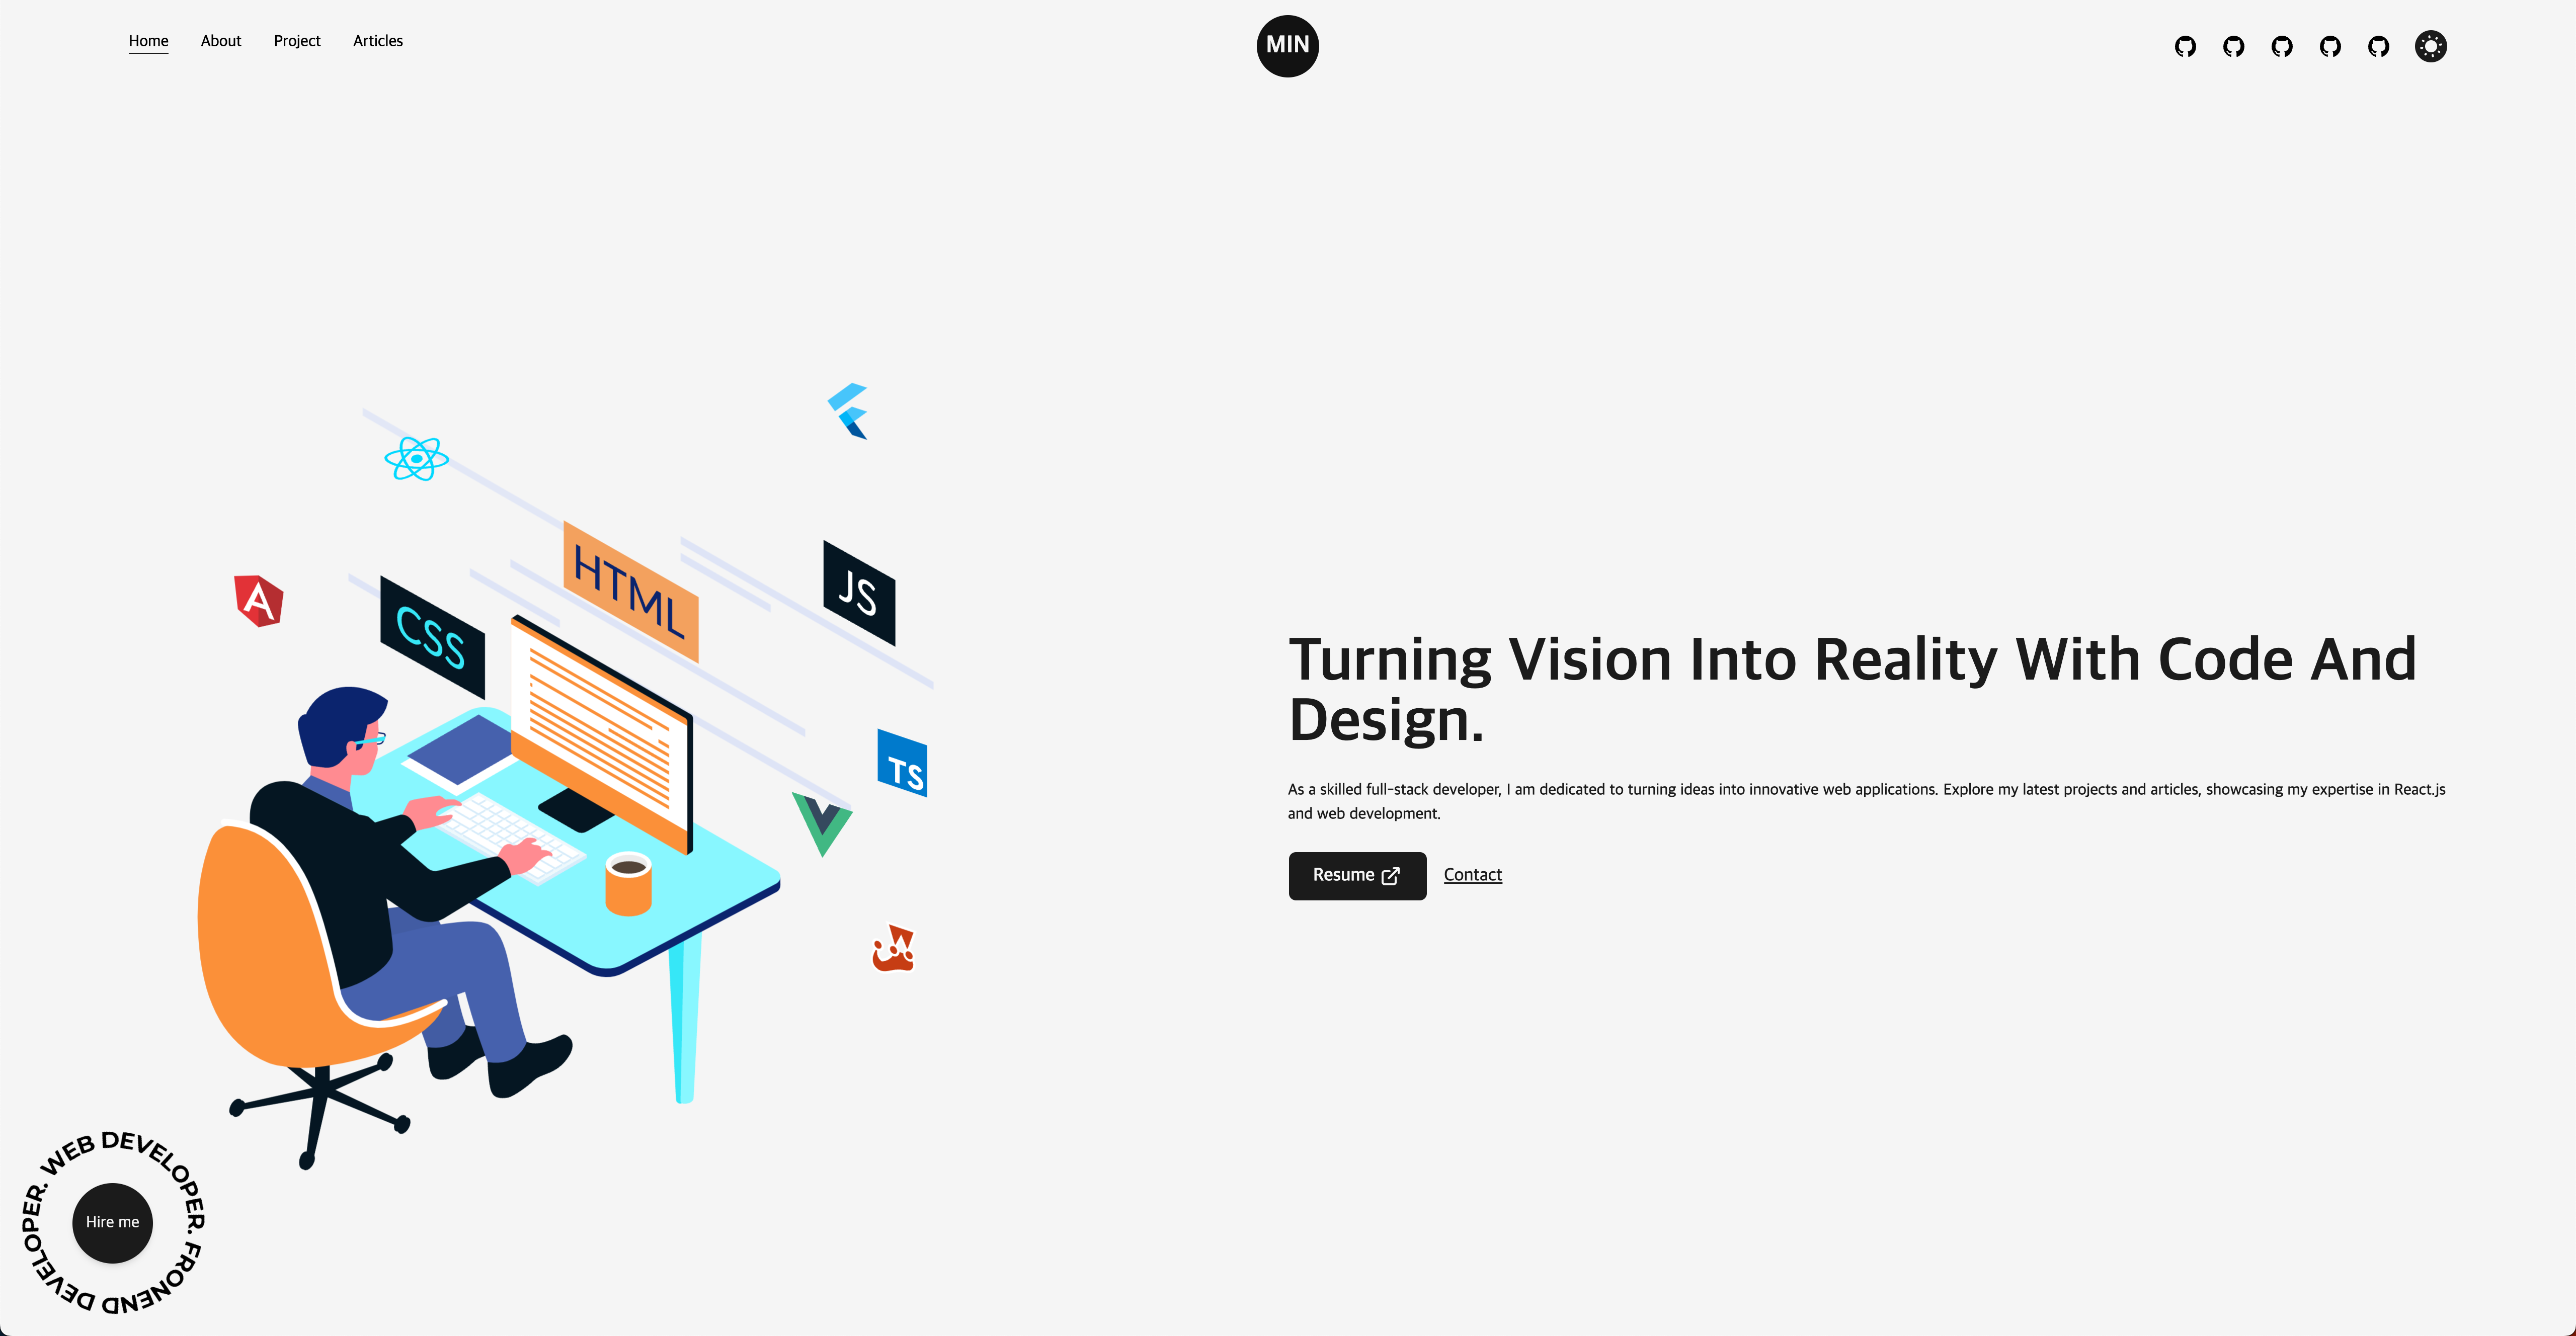 Home About Project Articles
MIN
HTML
JS
CSS
TS
A
Turning Vision Into Reality With Code And
Design.
As a skilled full-stack developer, I am dedicated to turning ideas into innovative web applications. Explore my latest projects and articles, showcasing my expertise in React.js
and web development.
Resume Contact
WEB DEVELOPER. FRONEND DEVELOPER.
Hire me